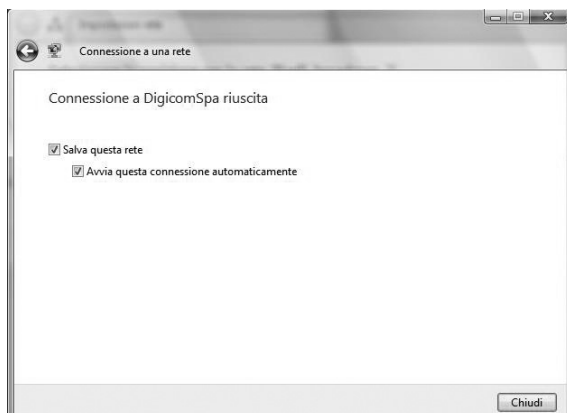 Connessione a una rete
Connessione a DigicomSpa riuscita
Salva questa rete
Avvia questa connessione automaticamente
Chiudi